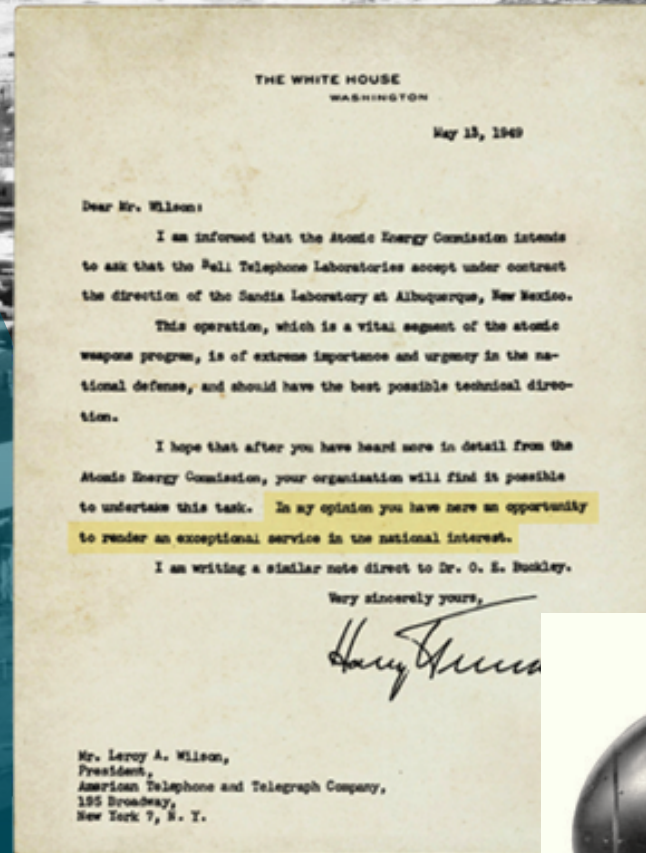 THE WHITE HOUSE
WASHINGTON
May 13, 1949
Dear Mr. Wilson:
I am informed that the Atomic Energy Commission intends
to ask that the Bell Telephone Laboratories accept under contract
the direction of the Sandia Laboratory at Albuquerque, New Mexico.
This operation, which is a vital segment of the atomic
weapons program, is of extreme importance and urgency in the na-
tional defense, and should have the best possible technical direc-
tion.
I hope that after you have heard more in detail from the
Atomic Energy Commission, your organization will find it possible
to undertake this task. In my opinion you have here an opportunity
to render an exceptional service in the national interest.
I am writing a similar note direct to Dr. O. E. Buckley.
Very sincerely yours,
Harry Truma
Mr. Leroy A. Wilson,
President,
American Telephone and Telegraph Company,
195 Broadway,
New York 7, N. Y.